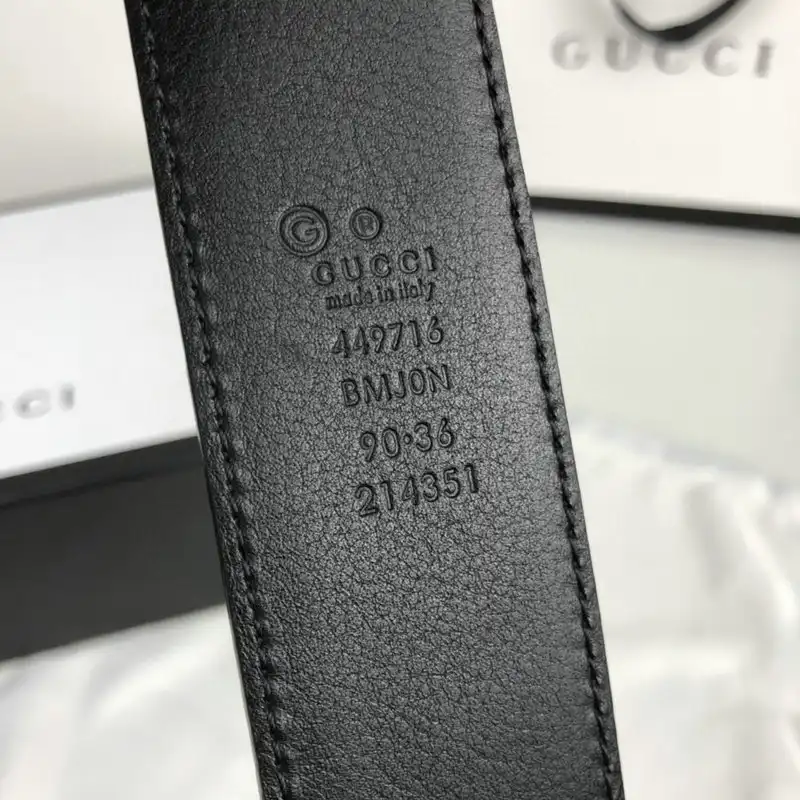 GUCCI
G ®
GUCCI
made in italy
449716
BMJ0N
90·36
214351
CCI